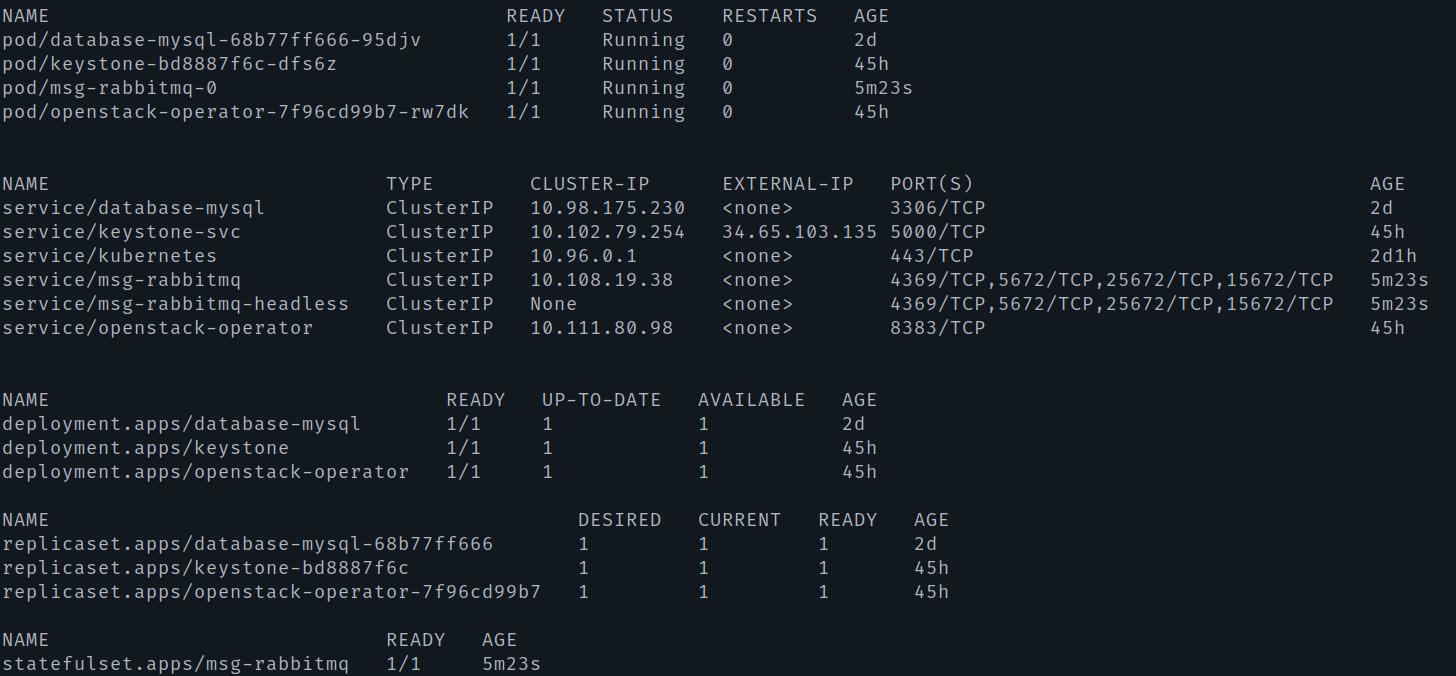 NAME                                      READY   STATUS    RESTARTS   AGE
pod/database-mysql-68b77ff666-95djv       1/1     Running   0          2d
pod/keystone-bd8887f6c-dfs6z              1/1     Running   0          45h
pod/msg-rabbitmq-0                        1/1     Running   0          5m23s
pod/openstack-operator-7f96cd99b7-rw7dk   1/1     Running   0          45h
NAME                            TYPE        CLUSTER-IP      EXTERNAL-IP     PORT(S)                                 AGE
service/database-mysql          ClusterIP   10.98.175.230   <none>        3306/TCP                                2d
service/keystone-svc            ClusterIP   10.102.79.254   34.65.103.135 5000/TCP                                45h
service/kubernetes              ClusterIP   10.96.0.1       <none>        443/TCP                                 2d1h
service/msg-rabbitmq            ClusterIP   10.108.19.38    <none>        4369/TCP,5672/TCP,25672/TCP,15672/TCP   5m23s
service/msg-rabbitmq-headless   ClusterIP   None            <none>        4369/TCP,5672/TCP,25672/TCP,15672/TCP   5m23s
service/openstack-operator      ClusterIP   10.111.80.98    <none>        8383/TCP                                45h
NAME                                 READY   UP-TO-DATE   AVAILABLE   AGE
deployment.apps/database-mysql       1/1     1            1           2d
deployment.apps/keystone             1/1     1            1           45h
deployment.apps/openstack-operator   1/1     1            1           45h
NAME                                            DESIRED   CURRENT   READY   AGE
replicaset.apps/database-mysql-68b77ff666       1         1         1       2d
replicaset.apps/keystone-bd8887f6c              1         1         1       45h
replicaset.apps/openstack-operator-7f96cd99b7   1         1         1       45h
NAME                            READY   AGE
statefulset.apps/msg-rabbitmq   1/1     5m23s